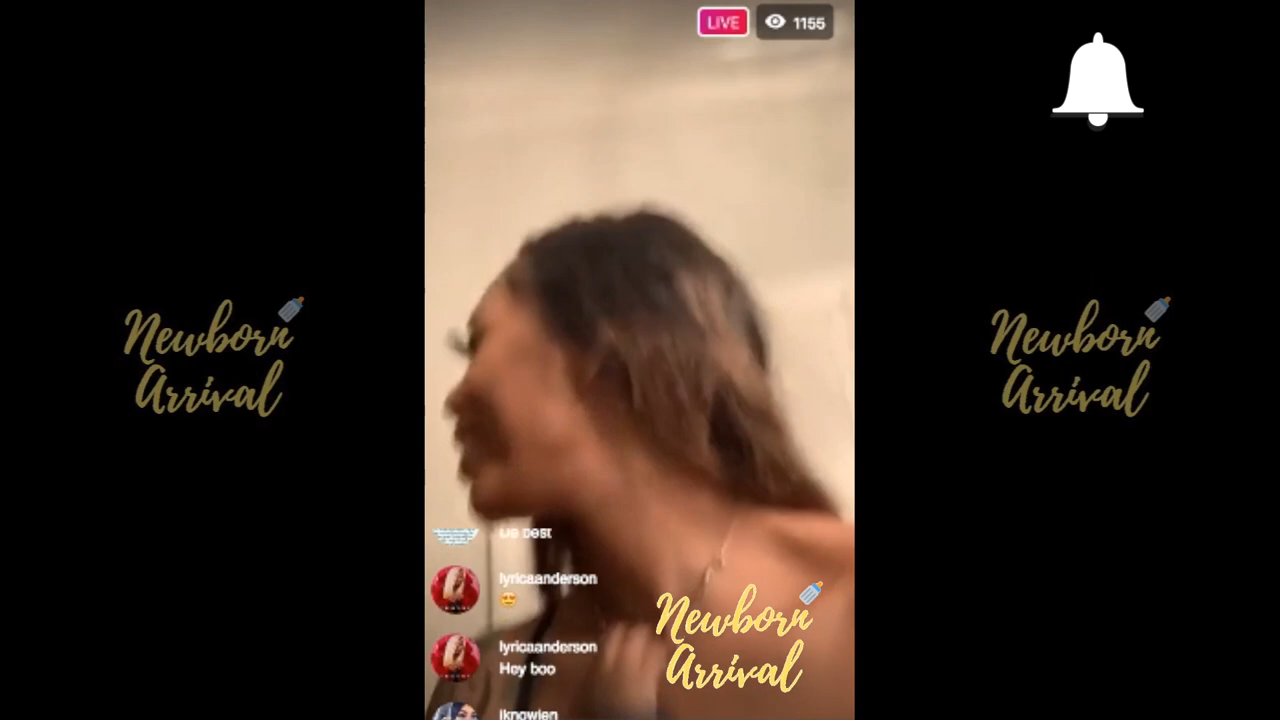 LIVE 1155
Newborn
Arrival
Newborn
Arrival
lyricaanderson
lyricaanderson
Hey boo
Newborn
Arrival